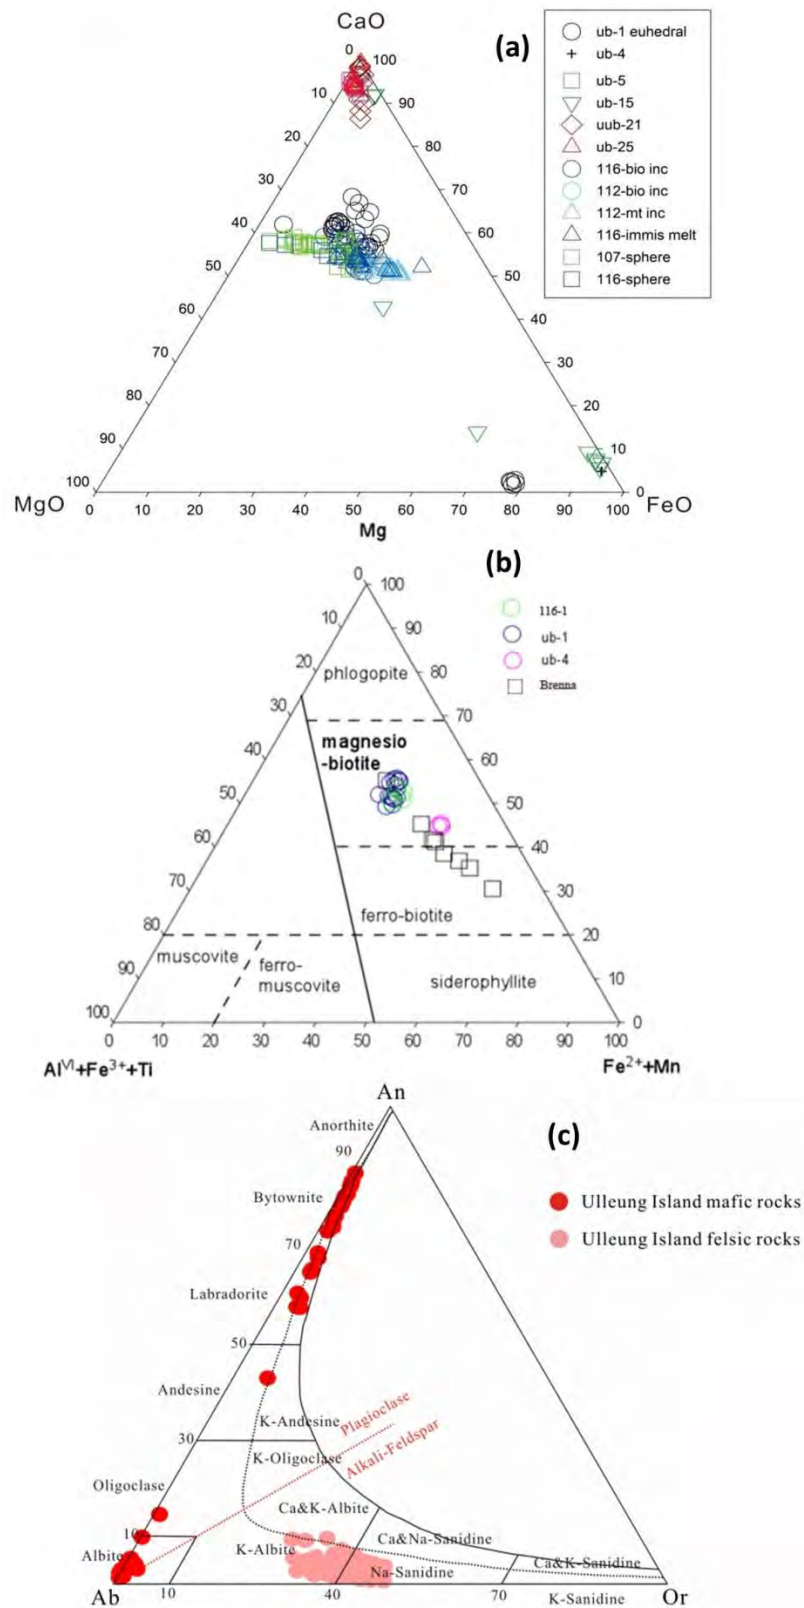 CaO
(a)
0 100
10 90
20 80
30 70
40 60
50 50
60 40
70 30
80 20
90 10
100 0
MgO FeO
0 10 20 30 40 50 60 70 80 90 100
Mg
ub-1 euhedral
ub-4
ub-5
ub-15
uub-21
ub-25
116-bio inc
112-bio inc
112-mt inc
116-immis melt
107-sphere
116-sphere
(b)
0 100
10 90
20 80
30 70
40 60
50 50
60 40
70 30
80 20
90 10
100 0
0 10 20 30 40 50 60 70 80 90 100
116-1
ub-1
ub-4
Brenna
phlogopite
magnesio
-biotite
ferro-biotite
muscovite
ferro-
muscovite
siderophyllite
Alⱽᴵ+Fe³⁺+Ti Fe²⁺+Mn
An
(c)
Anorthite
90
Bytownite
70
Labradorite
50
Andesine
30
Oligoclase
10
Albite
Ulleung Island mafic rocks
Ulleung Island felsic rocks
Plagioclase
Alkali-Feldspar
K-Andesine
K-Oligoclase
Ca&K-Albite
Ca&Na-Sanidine
K-Albite
Na-Sanidine
Ca&K-Sanidine
K-Sanidine
Ab 10 40 70 Or